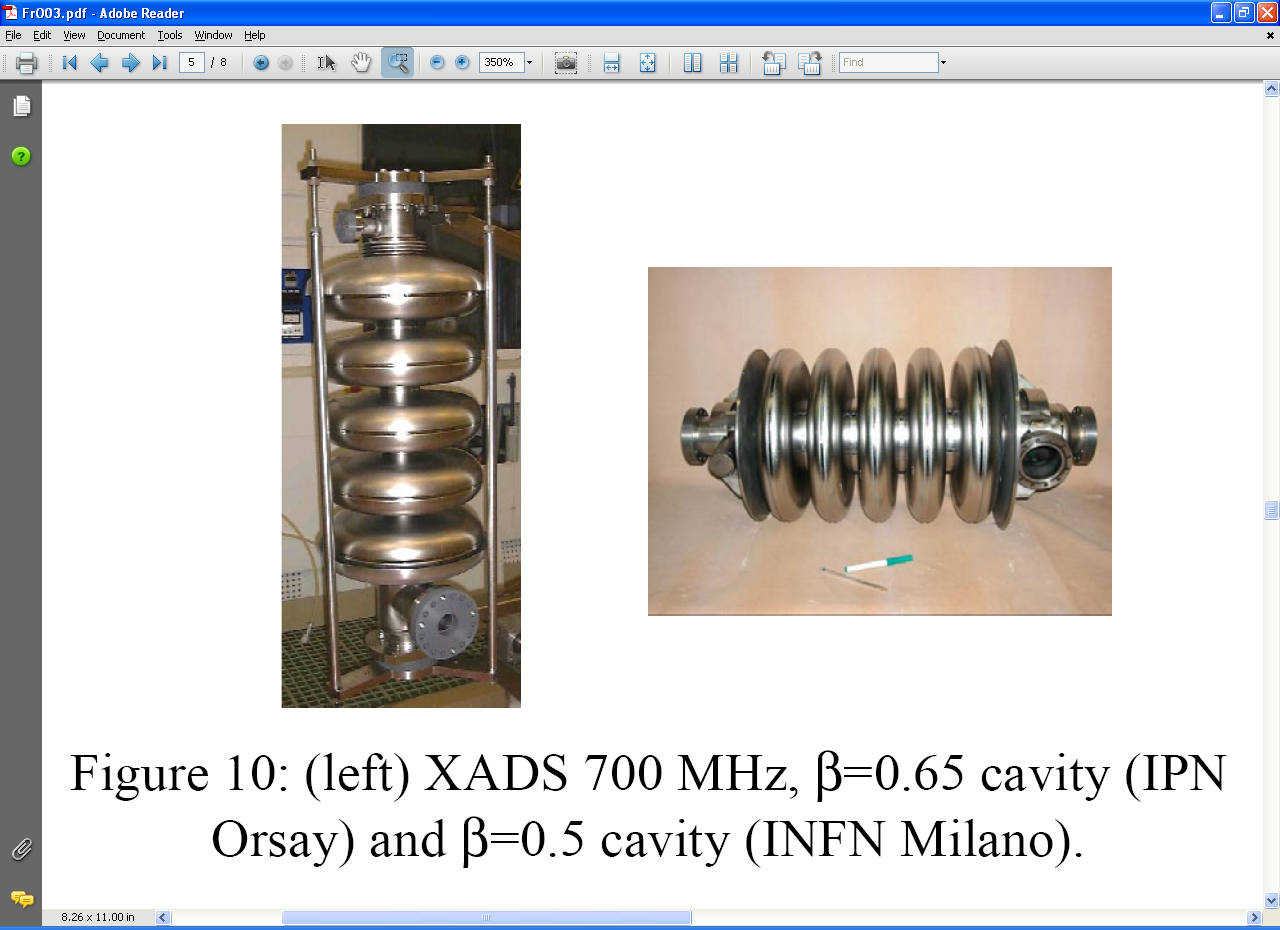 FrO03.pdf - Adobe Reader
File Edit View Document Tools Window Help
5 / 8 350% Find
Figure 10: (left) XADS 700 MHz, β=0.65 cavity (IPN
Orsay) and β=0.5 cavity (INFN Milano).
8.26 x 11.00 in